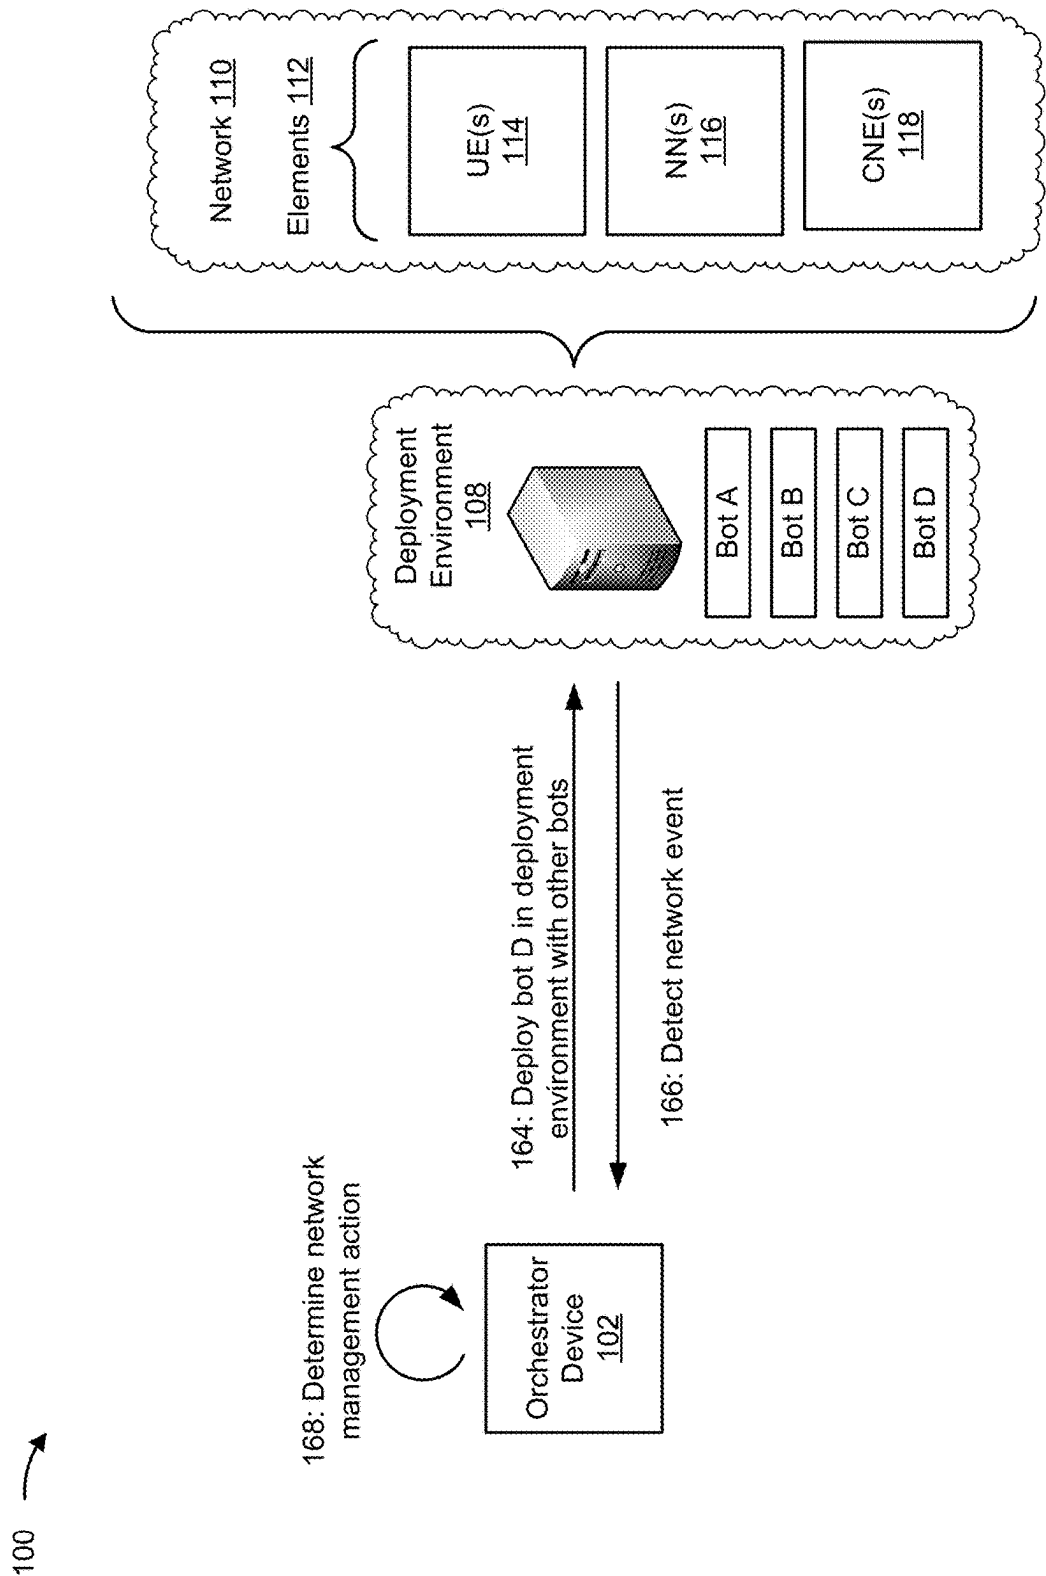 100
168: Determine network
management action
Orchestrator
Device
102
164: Deploy bot D in deployment
environment with other bots
166: Detect network event
Deployment
Environment
108
Bot A
Bot B
Bot C
Bot D
Network 110
Elements 112
UE(s)
114
NN(s)
116
CNE(s)
118